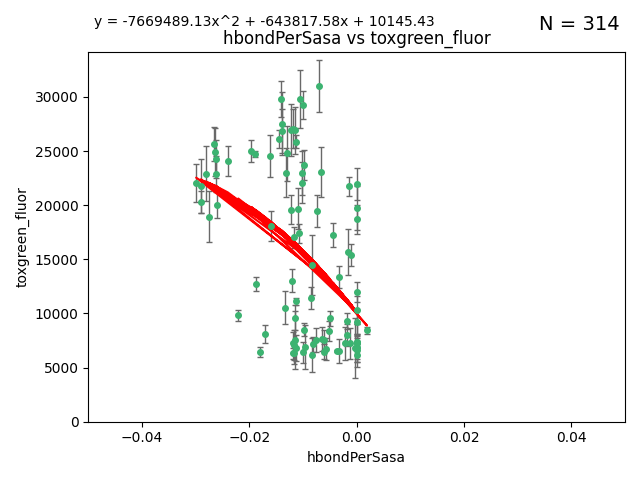 y = -7669489.13x^2 + -643817.58x + 10145.43
N = 314
hbondPerSasa vs toxgreen_fluor
toxgreen_fluor
30000
25000
20000
15000
10000
5000
0
−0.04
−0.02
0.00
0.02
0.04
hbondPerSasa